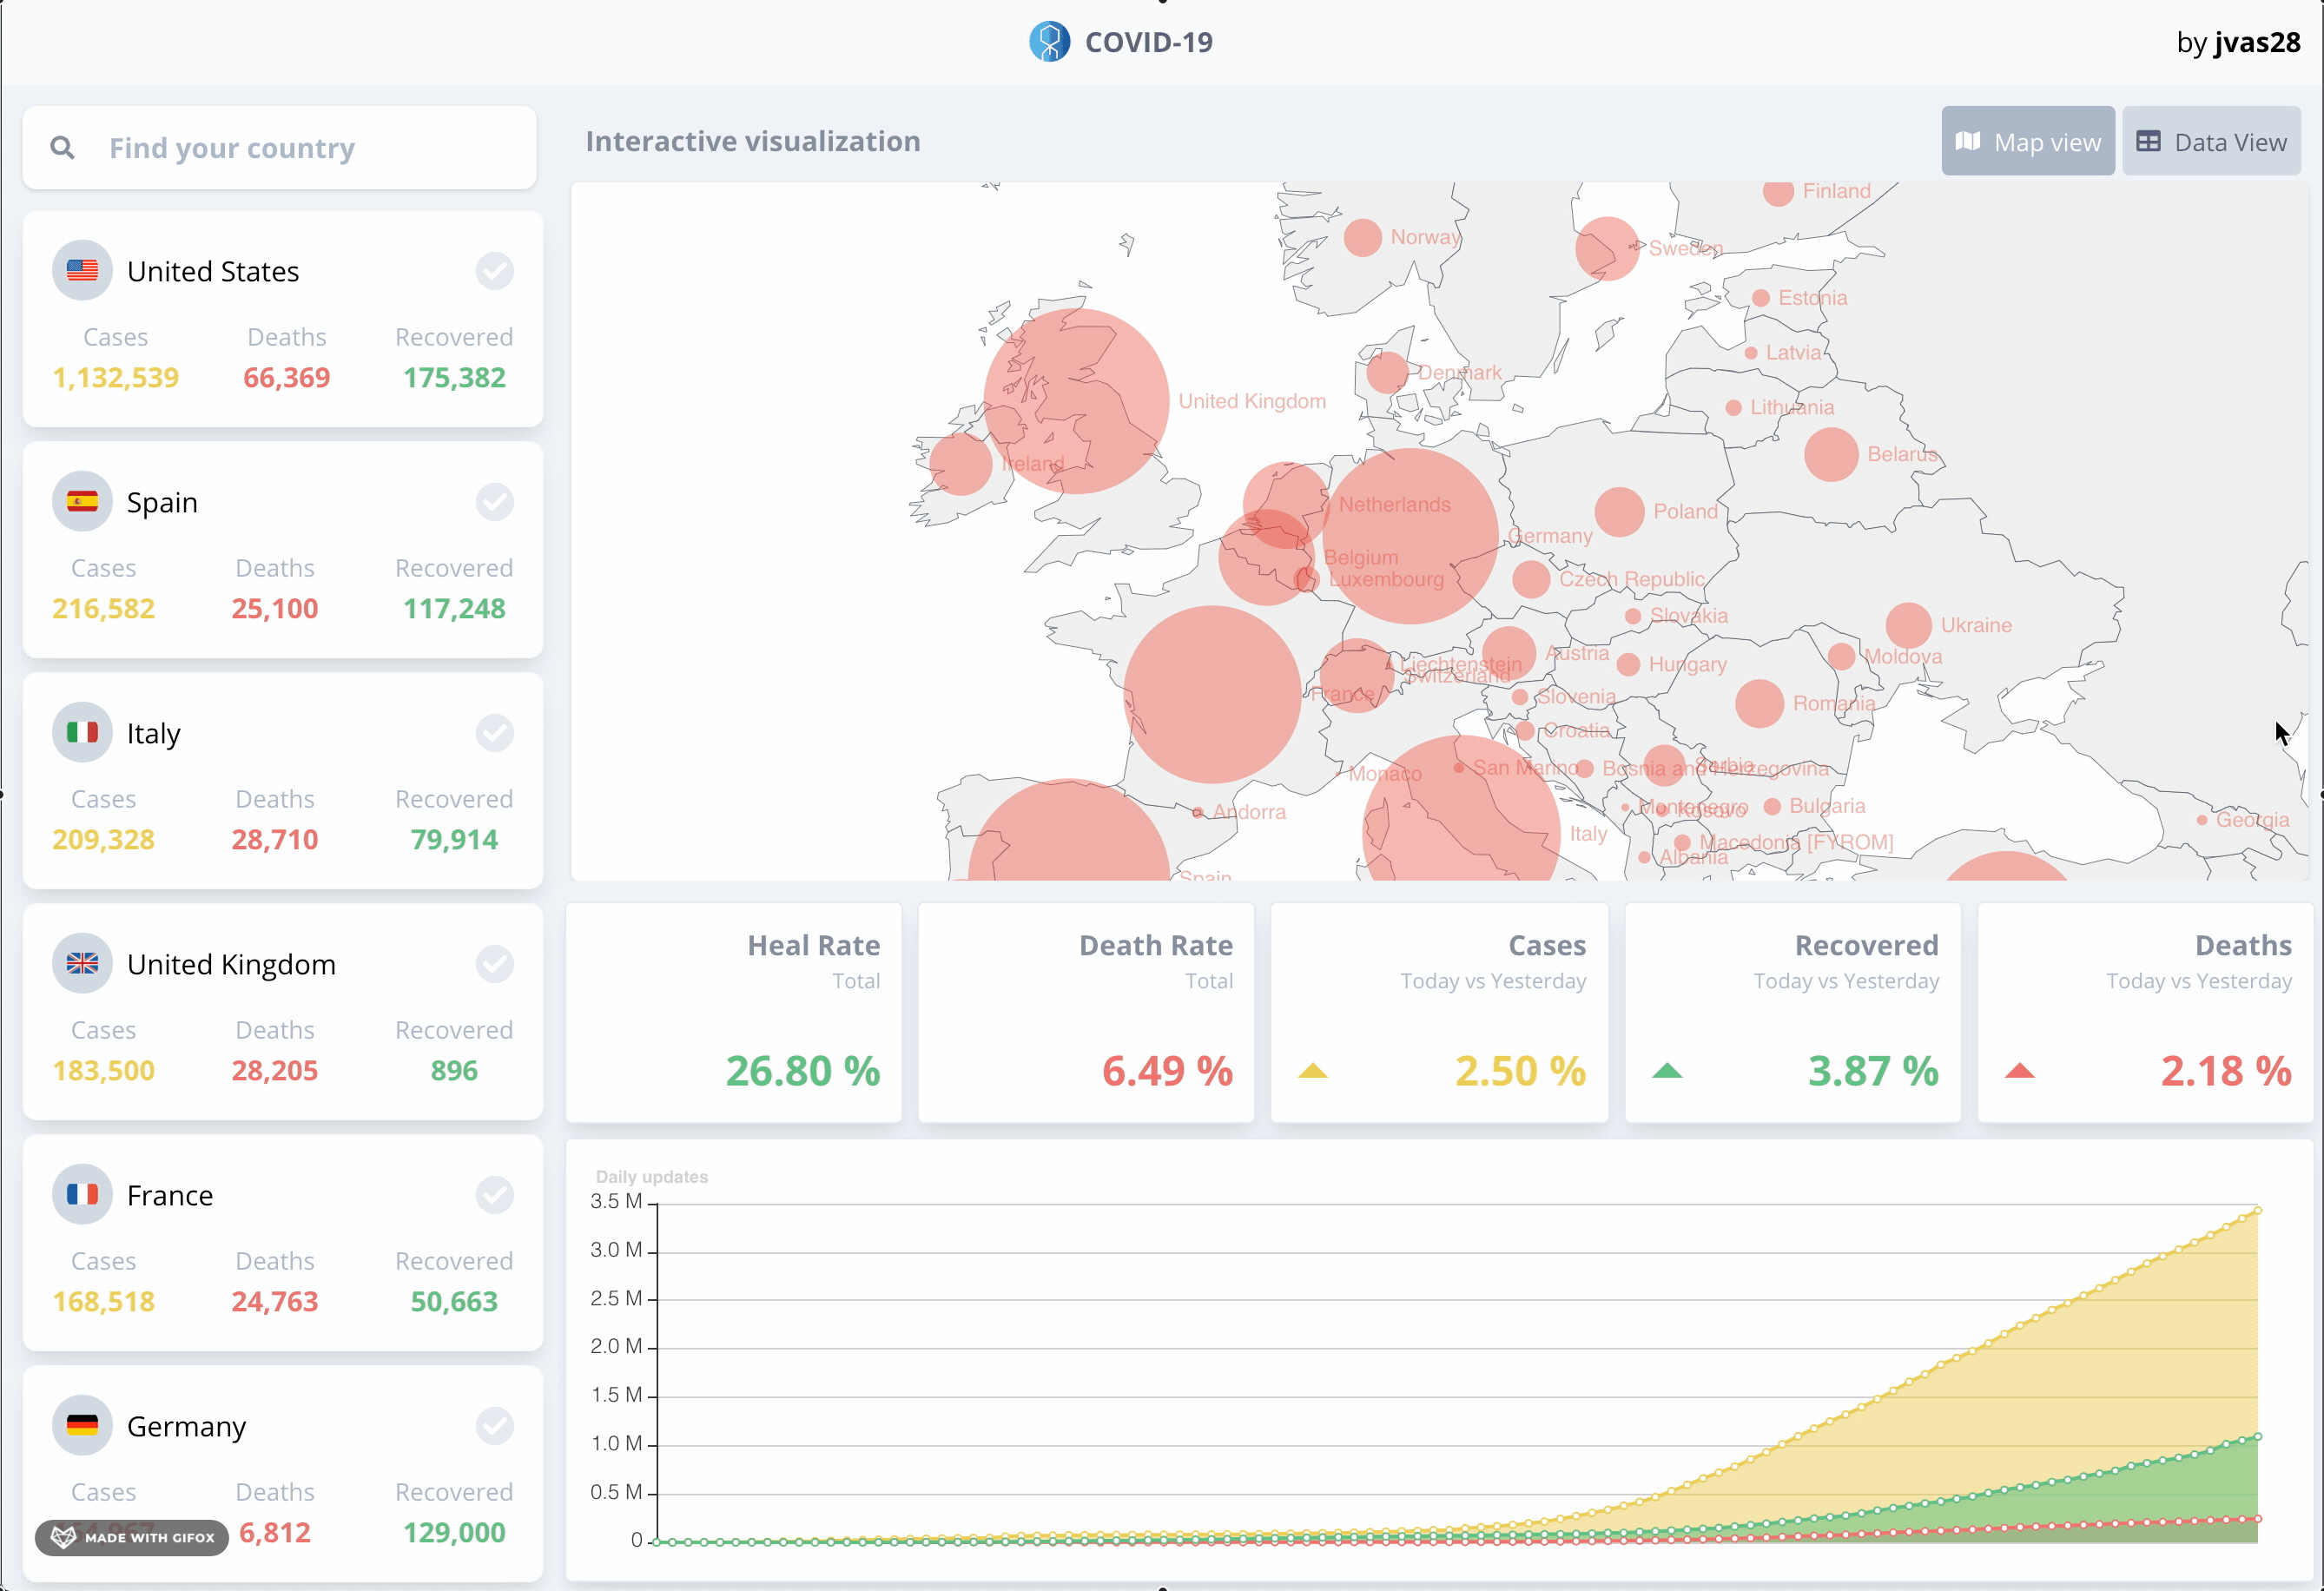 COVID-19
by jvas28
Find your country
United States
Cases Deaths Recovered
1,132,539 66,369 175,382
Spain
Cases Deaths Recovered
216,582 25,100 117,248
Italy
Cases Deaths Recovered
209,328 28,710 79,914
United Kingdom
Cases Deaths Recovered
183,500 28,205 896
France
Cases Deaths Recovered
168,518 24,763 50,663
Germany
Cases Deaths Recovered
6,812 129,000
MADE WITH GIFOX
Interactive visualization
Map view
Data View
Finland
Norway
Sweden
Estonia
Latvia
Denmark
United Kingdom
Lithuania
Belarus
Ireland
Netherlands
Poland
Germany
Belgium
Luxembourg
Czech Republic
Slovakia
Ukraine
Austria
Moldova
Liechtenstein
Hungary
Switzerland
France
Slovenia
Romania
Croatia
Monaco
San Marino
Bosnia and Herzegovina
Serbia
Montenegro
Kosovo
Bulgaria
Andorra
Georgia
Italy
Macedonia [FYROM]
Albania
Spain
Heal Rate
Total
26.80 %
Death Rate
Total
6.49 %
Cases
Today vs Yesterday
2.50 %
Recovered
Today vs Yesterday
3.87 %
Deaths
Today vs Yesterday
2.18 %
Daily updates
3.5 M
3.0 M
2.5 M
2.0 M
1.5 M
1.0 M
0.5 M
0